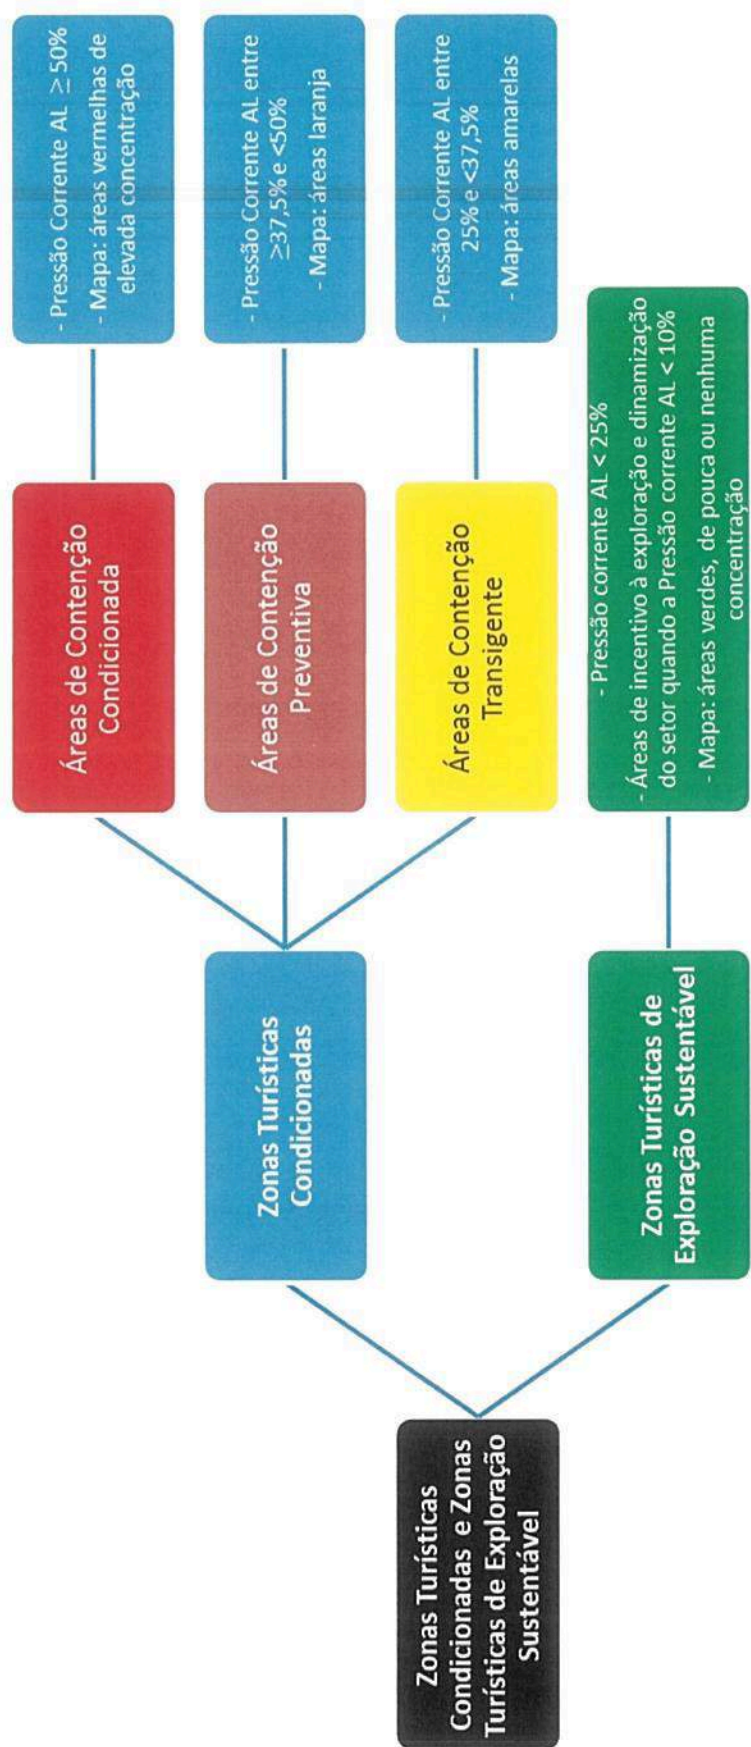 Zonas Turísticas
Condicionadas e Zonas
Turísticas de Exploração
Sustentável
Zonas Turísticas
Condicionadas
Áreas de Contenção
Condicionada
- Pressão Corrente AL ≥ 50%
- Mapa: áreas vermelhas de
elevada concentração
Áreas de Contenção
Preventiva
- Pressão Corrente AL entre
≥37,5% e <50%
- Mapa: áreas laranja
Áreas de Contenção
Transigente
- Pressão Corrente AL entre
25% e <37,5%
- Mapa: áreas amarelas
Zonas Turísticas de
Exploração Sustentável
- Pressão corrente AL < 25%
- Áreas de incentivo à exploração e dinamização
do setor quando a Pressão corrente AL < 10%
- Mapa: áreas verdes, de pouca ou nenhuma
concentração